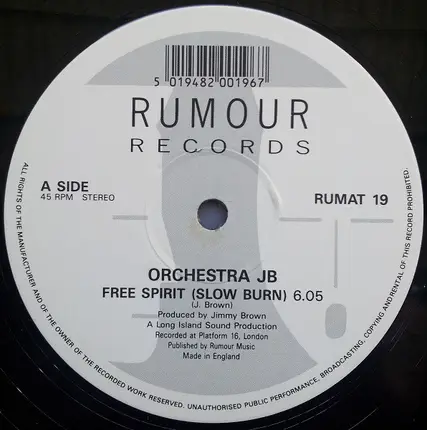 5 019482 001967
RUMOUR
RECORDS
A SIDE
45 RPM STEREO
RUMAT 19
ORCHESTRA JB
FREE SPIRIT (SLOW BURN) 6.05
(J. Brown)
Produced by Jimmy Brown
A Long Island Sound Production
Recorded at Platform 16, London
Published by Rumour Music
Made in England
ALL RIGHTS OF THE MANUFACTURER AND OF THE OWNER OF THE RECORDED WORK RESERVED. UNAUTHORISED PUBLIC PERFORMANCE, BROADCASTING, COPYING AND RENTAL OF THIS RECORD PROHIBITED.